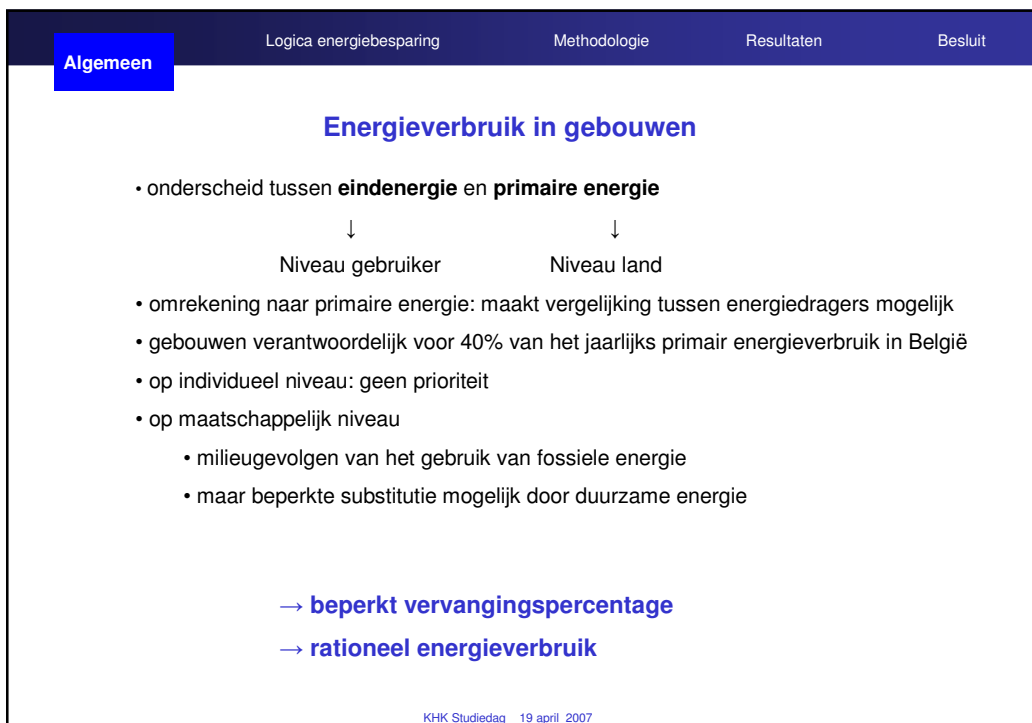 Logica energiebesparing Methodologie Resultaten Besluit
Algemeen
Energieverbruik in gebouwen
• onderscheid tussen eindenergie en primaire energie
↓ ↓
Niveau gebruiker Niveau land
• omrekening naar primaire energie: maakt vergelijking tussen energiedragers mogelijk
• gebouwen verantwoordelijk voor 40% van het jaarlijks primair energieverbruik in België
• op individueel niveau: geen prioriteit
• op maatschappelijk niveau
• milieugevolgen van het gebruik van fossiele energie
• maar beperkte substitutie mogelijk door duurzame energie
→ beperkt vervangingspercentage
→ rationeel energieverbruik
KHK Studiedag 19 april 2007